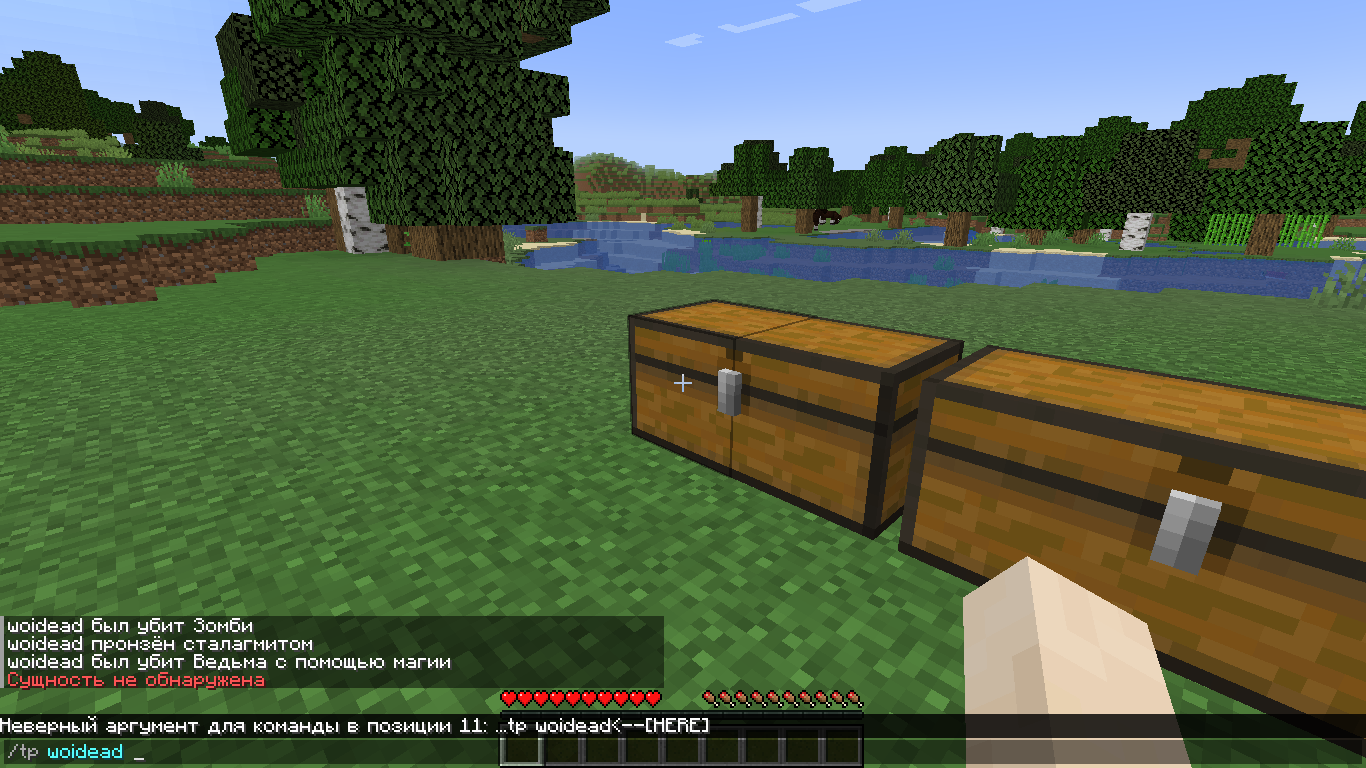 woidead был убит Зомби
woidead пронзён сталагмитом
woidead был убит Ведьма с помощью магии
Сущность не обнаружена
Неверный аргумент для команды в позиции 11: …tp woidead<--[HERE]
/tp woidead _